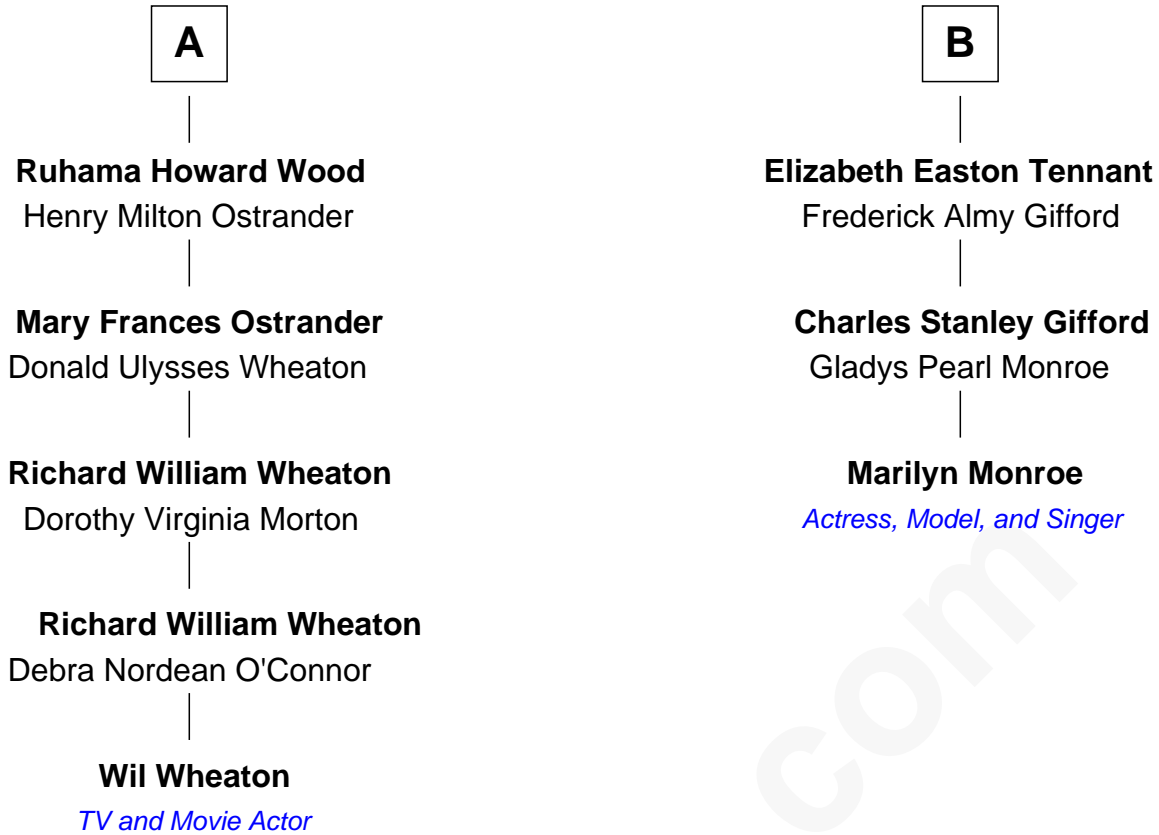 A
Ruhama Howard Wood
Henry Milton Ostrander
Mary Frances Ostrander
Donald Ulysses Wheaton
Richard William Wheaton
Dorothy Virginia Morton
Richard William Wheaton
Debra Nordean O'Connor
Wil Wheaton
TV and Movie Actor
B
Elizabeth Easton Tennant
Frederick Almy Gifford
Charles Stanley Gifford
Gladys Pearl Monroe
Marilyn Monroe
Actress, Model, and Singer
com